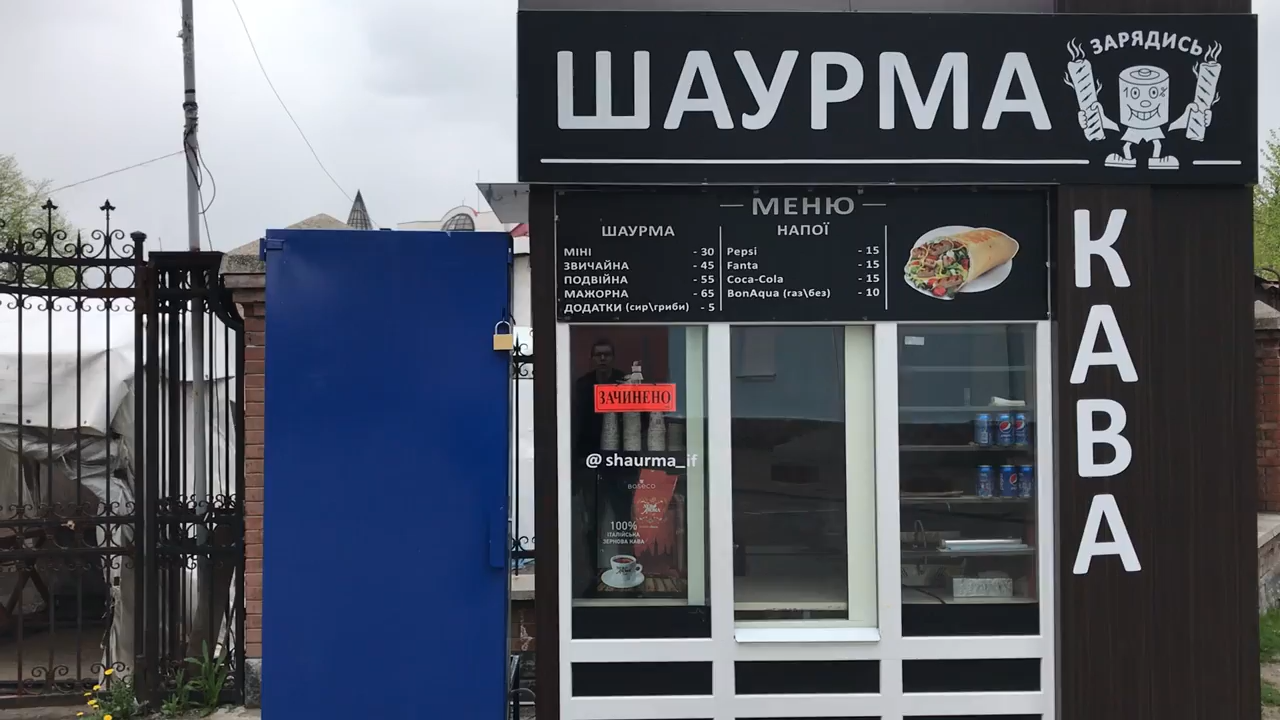 ШАУРМА
ЗАРЯДИСЬ
100%
КАВА
МЕНЮ
ШАУРМА
МІНІ - 30
ЗВИЧАЙНА - 45
ПОДВІЙНА - 55
МАЖОРНА - 65
ДОДАТКИ (сир\гриби) - 5
НАПОЇ
Pepsi - 15
Fanta - 15
Coca-Cola - 15
BonAqua (газ\без) - 10
ЗАЧИНЕНО
@shaurma_if
100%
ІТАЛІЙСЬКА
ЗЕРНОВА КАВА